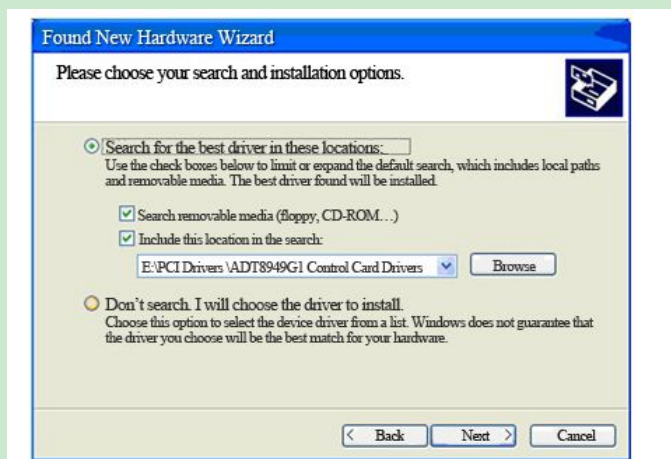 Found New Hardware Wizard
Please choose your search and installation options.
Search for the best driver in these locations:
Use the check boxes below to limit or expand the default search, which includes local paths
and removable media. The best driver found will be installed.
Search removable media (floppy, CD-ROM…)
Include this location in the search:
E:\PCI Drivers \ADT8949G1 Control Card Drivers
Browse
Don't search. I will choose the driver to install.
Choose this option to select the device driver from a list. Windows does not guarantee that
the driver you choose will be the best match for your hardware.
< Back
Next >
Cancel